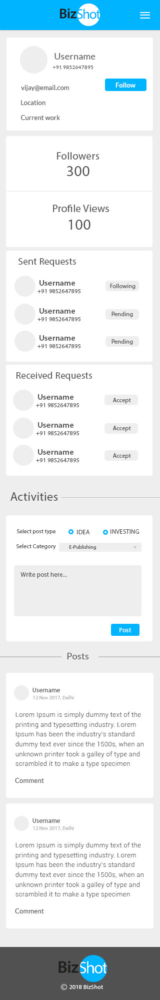 BizShot
Username
+91 9852647895
vijay@email.com
Follow
Location
Current work
Followers
300
Profile Views
100
Sent Requests
Username
+91 9852647895
Following
Username
+91 9852647895
Pending
Username
+91 9852647895
Pending
Received Requests
Username
+91 9852647895
Accept
Username
+91 9852647895
Accept
Username
+91 9852647895
Accept
Activities
Select post type IDEA INVESTING
Select Category E-Publishing
Write post here...
Post
Posts
Username
12 Nov 2017, Delhi
Lorem Ipsum is simply dummy text of the
printing and typesetting industry. Lorem
Ipsum has been the industry's standard
dummy text ever since the 1500s, when an
unknown printer took a galley of type and
scrambled it to make a type specimen
Comment
Username
12 Nov 2017, Delhi
Lorem Ipsum is simply dummy text of the
printing and typesetting industry. Lorem
Ipsum has been the industry's standard
dummy text ever since the 1500s, when an
unknown printer took a galley of type and
scrambled it to make a type specimen
Comment
BizShot
© 2018 BizShot